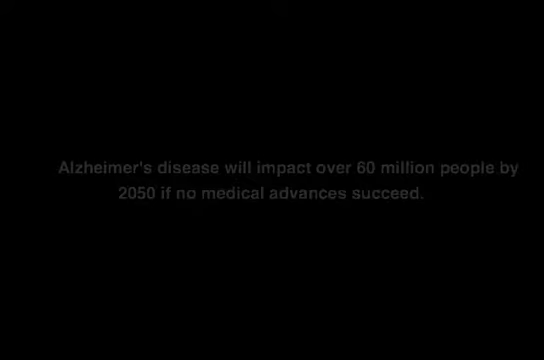 Alzheimer's disease will impact over 60 million people by
2050 if no medical advances succeed.